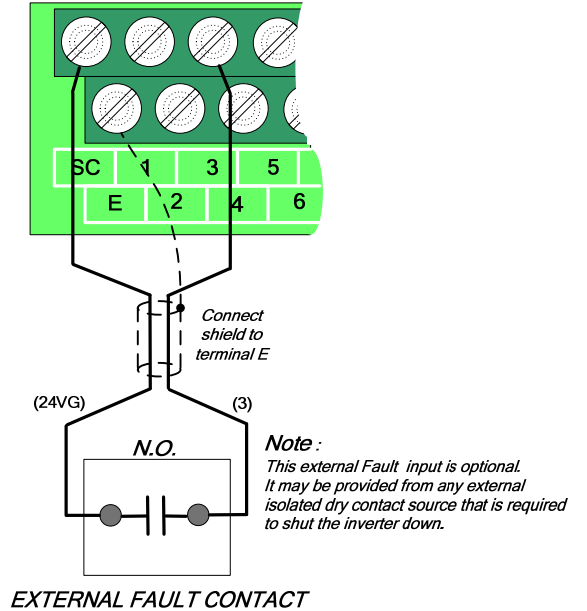 SC 1 3 5
E 2 4 6
Connect
shield to
terminal E
(24VG) (3)
N.O.
Note :
This external Fault input is optional.
It may be provided from any external
isolated dry contact source that is required
to shut the inverter down.
EXTERNAL FAULT CONTACT